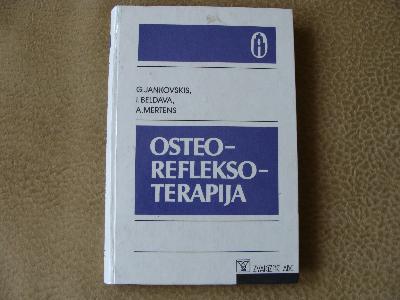 G.JANKOVSKIS,
I.BELDAVA,
A.MERTENS
OSTEO-
REFLEKSO-
TERAPIJA
ZVAIGZNE ABC